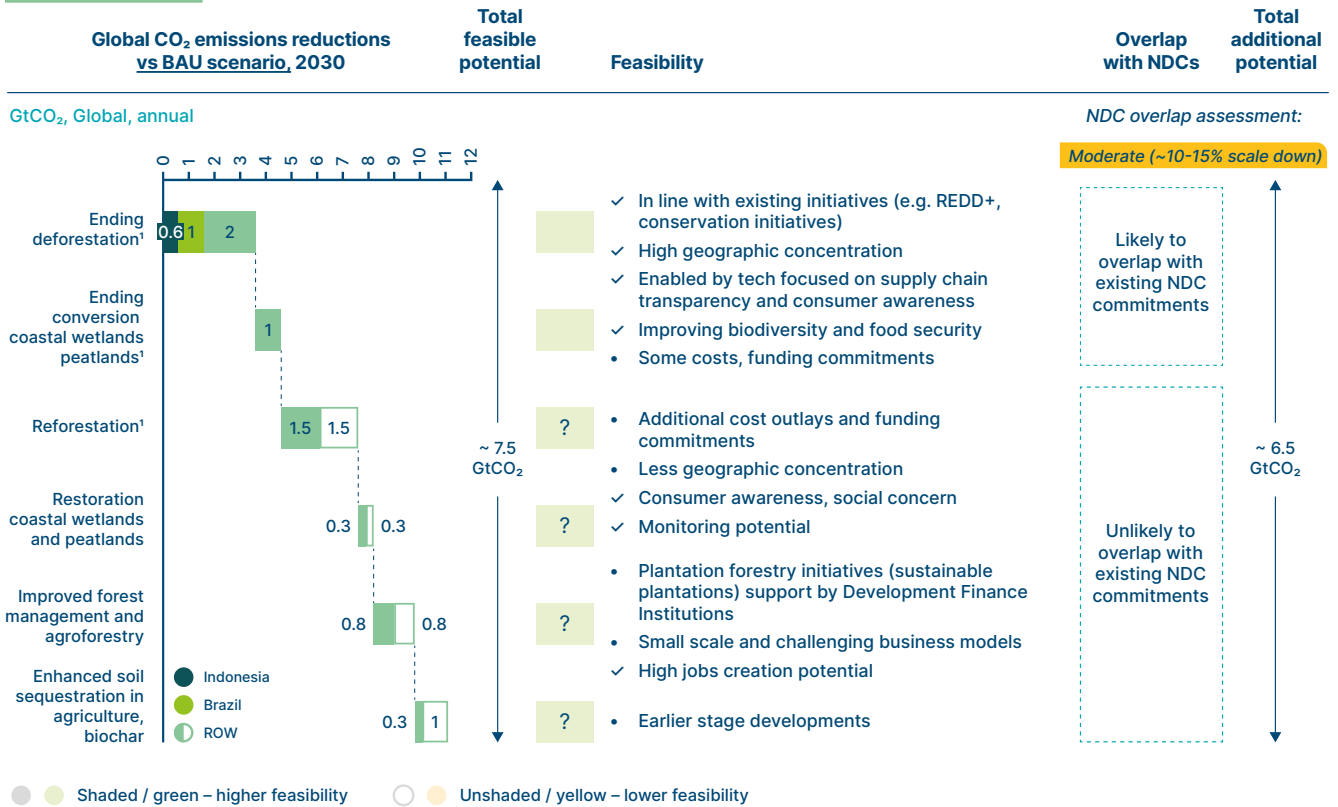 Global CO₂ emissions reductions
vs BAU scenario, 2030
Total
feasible
potential
Feasibility
Overlap
with NDCs
Total
additional
potential
GtCO₂, Global, annual
NDC overlap assessment:
Moderate (~10-15% scale down)
0 1 2 3 4 5 6 7 8 9 10 11 12
Ending
deforestation¹
0.6 1 2
Ending
conversion
coastal wetlands
peatlands¹
1
Reforestation¹
1.5 1.5
Restoration
coastal wetlands
and peatlands
0.3 0.3
Improved forest
management and
agroforestry
0.8 0.8
Enhanced soil
sequestration in
agriculture,
biochar
0.3 1
Indonesia
Brazil
ROW
~ 7.5
GtCO₂
?
?
?
?
✓ In line with existing initiatives (e.g. REDD+,
conservation initiatives)
✓ High geographic concentration
✓ Enabled by tech focused on supply chain
transparency and consumer awareness
✓ Improving biodiversity and food security
• Some costs, funding commitments
• Additional cost outlays and funding
commitments
• Less geographic concentration
✓ Consumer awareness, social concern
✓ Monitoring potential
• Plantation forestry initiatives (sustainable
plantations) support by Development Finance
Institutions
• Small scale and challenging business models
✓ High jobs creation potential
• Earlier stage developments
Likely to
overlap with
existing NDC
commitments
Unlikely to
overlap with
existing NDC
commitments
~ 6.5
GtCO₂
Shaded / green – higher feasibility
Unshaded / yellow – lower feasibility